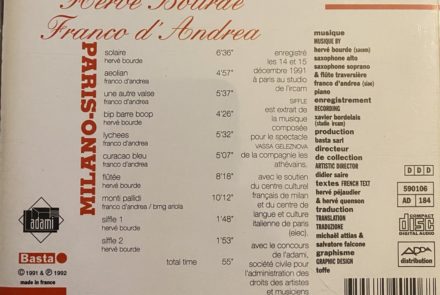 Hervé Bourde
Franco d'Andrea
PARIS-MILANO
solaire 6'36"
hervé bourde
aeolian 4'57"
franco d'andrea
une autre valse 5'37"
franco d'andrea
bip barre boop 4'26"
hervé bourde
lychees 5'32"
franco d'andrea
curacao bleu 5'07"
franco d'andrea
flûtée 8'18"
hervé bourde
monti pallidi 10'12"
franco d'andrea / bmg ariola
siffle 1 1'48"
hervé bourde
siffle 2 1'53"
hervé bourde
total time 55"
enregistré
les 14 et 15
décembre 1991
à paris au studio
de l'ircam
SIFFLE
est extrait de
la musique
composée
pour le spectacle
VASSA GELEZNOVA
de la compagnie les
athévains.
avec le soutien
du centre culturel
français de milan
et du centre de
langue et culture
italienne de paris
(elec).
avec le concours
de l'adami,
société civile pour
l'administration des
droits des artistes
et musiciens
musique
MUSIC BY
hervé bourde (sacem)
saxophone alto
saxophone soprano
& flûte traversière
franco d'andrea (siae)
piano
enregistrement
RECORDING
xavier bordelais
(studio ircam)
production
basta sarl
directeur
de collection
ARTISTIC DIRECTOR
didier saire
textes FRENCH TEXT
hervé péjaudier
& hervé quenson
traduction
TRANSLATION
TRADUZIONE
michaël attias &
salvatore falcone
graphisme
GRAPHIC DESIGN
toffe
DDD
590106
AD 184
COMPACT
disc
DIGITAL AUDIO
ADDA
distribution
adami
Basta
© 1991 & ℗ 1992
made in france